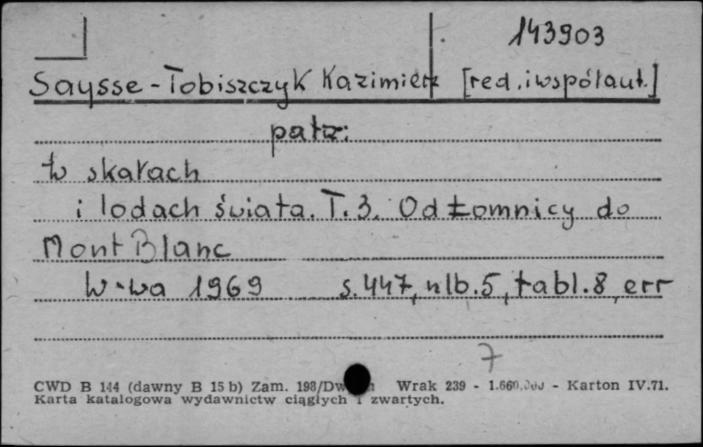 143903
Saysse-Tobiszczyk Kazimierz [red. i współaut.]
patrz:
W skałach
i lodach świata. T.3. Od Łomnicy do
Mont Blanc
W-wa 1969 s. 447, nlb. 5, tabl. 8, err
7
CWD B 144 (dawny B 15 b) Zam. 198/Dw Wrak 239 - 1.660.000 - Karton IV.71.
Karta katalogowa wydawnictw ciągłych i zwartych.